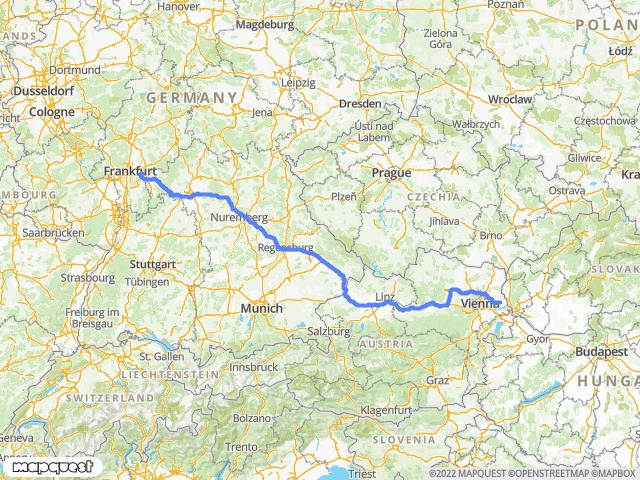 Hanover
Magdeburg
Poznań
POLAND
Zielona
Góra
Łódź
LANDS
Dortmund
Dusseldorf
Cologne
GERMANY
Leipzig
Dresden
Wroclaw
Jena
Ústí nad
Labem
Wałbrzych
Częstochowa
Gliwice
Frankfurt
Prague
Kra
Ostrava
Plzeň
CZECHIA
Nuremberg
Jihlava
Brno
Saarbrücken
Regensburg
Stuttgart
Tübingen
SLOVAK
Strasbourg
Linz
Vienna
Munich
Freiburg im
Breisgau
Salzburg
AUSTRIA
Gyor
Budapest
St. Gallen
Innsbruck
LIECHTENSTEIN
Graz
HUNGA
SWITZERLAND
Bolzano
Klagenfurt
Trento
SLOVENIA
Geneva
Triest
mapquest
©2022 MAPQUEST ©OPENSTREETMAP ©MAPBOX